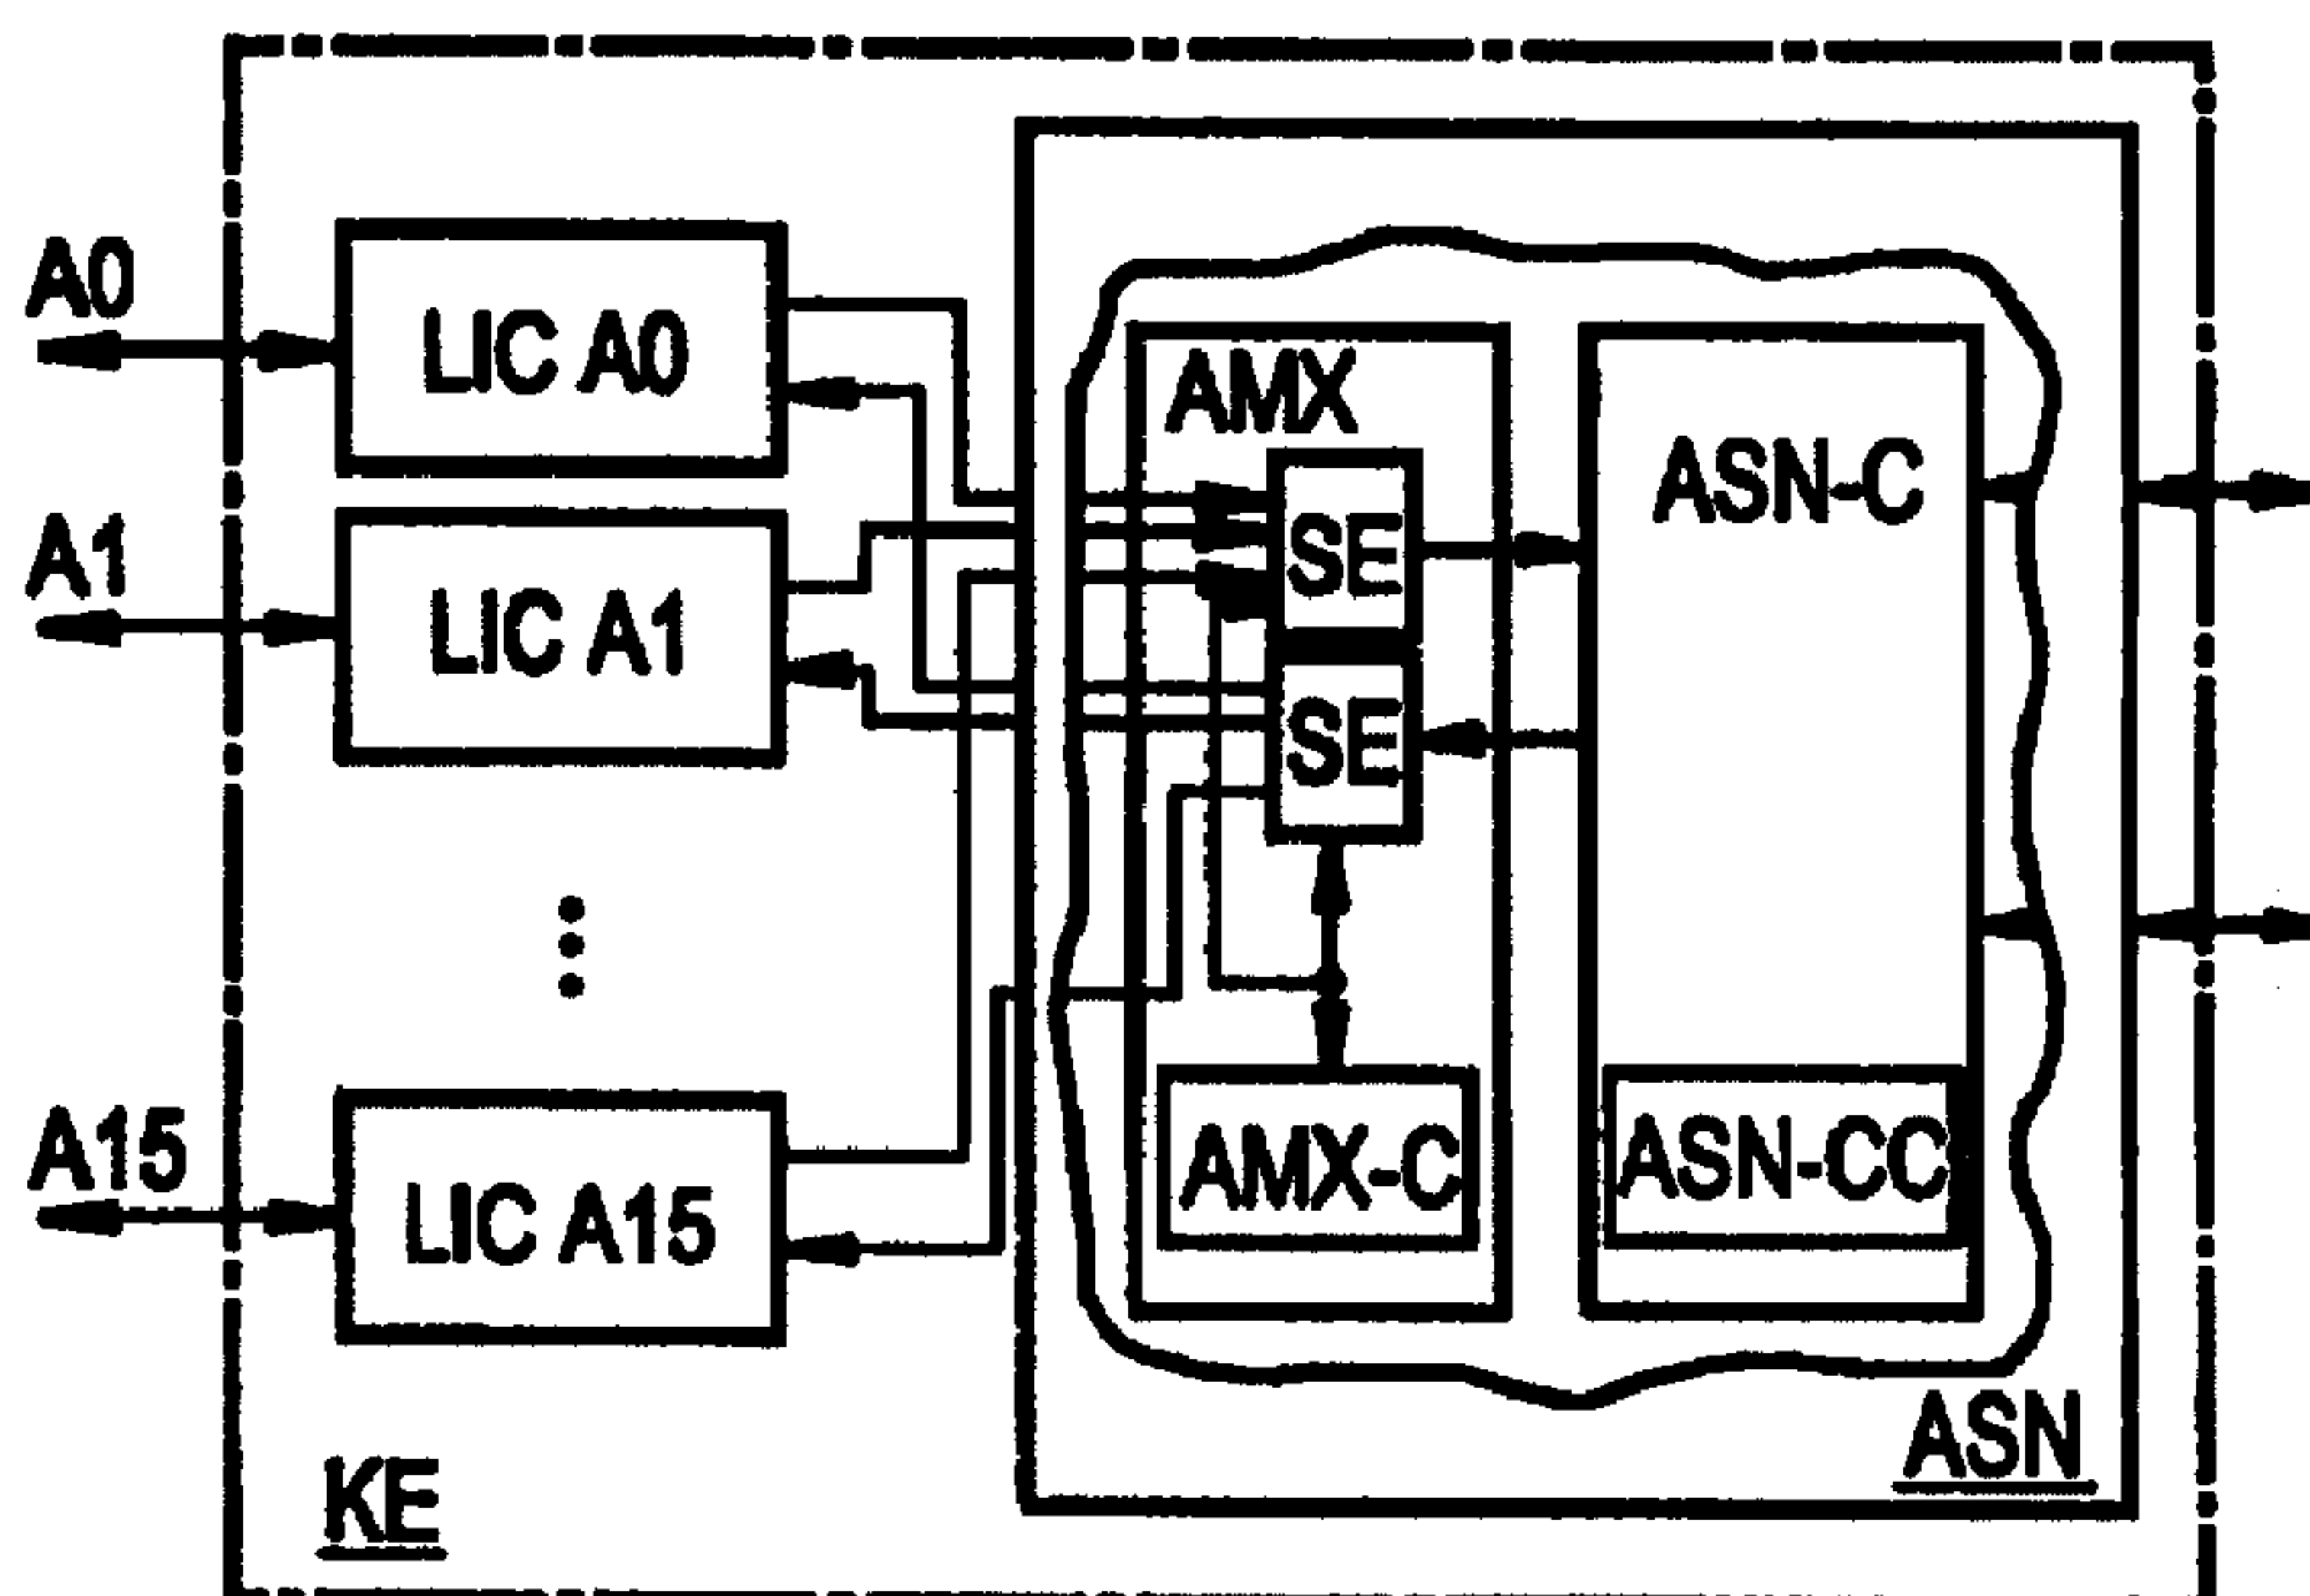 A0
LIC A0
AMX
ASN-C
SE
A1
LIC A1
SE
A15
LIC A15
AMX-C
ASN-CC
ASN
KE